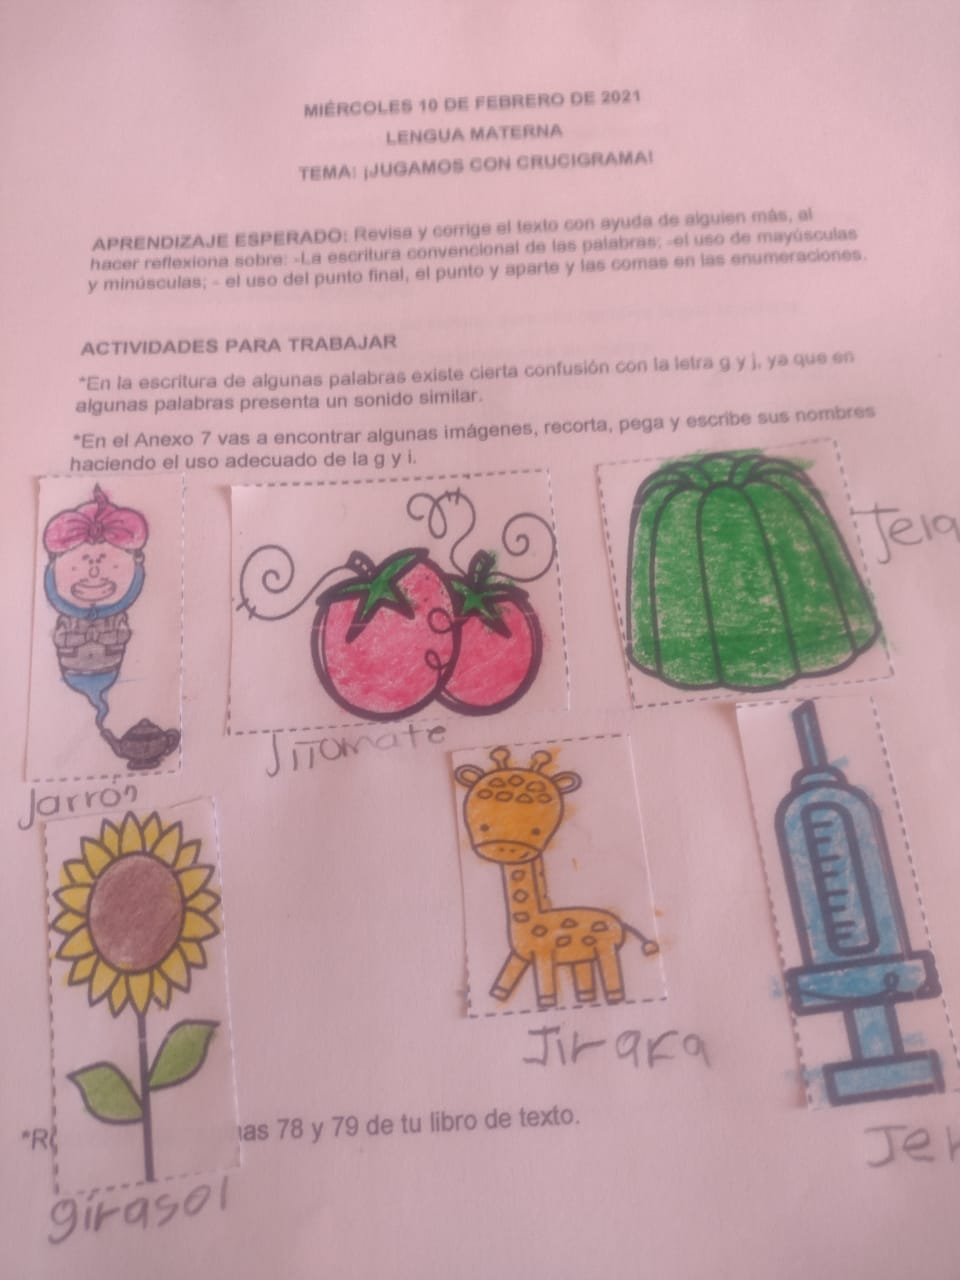 MIÉRCOLES 10 DE FEBRERO DE 2021
LENGUA MATERNA
TEMA: ¡JUGAMOS CON CRUCIGRAMA!
APRENDIZAJE ESPERADO: Revisa y corrige el texto con ayuda de alguien más, al
hacer reflexiona sobre: -La escritura convencional de las palabras; -el uso de mayúsculas
y minúsculas; - el uso del punto final, el punto y aparte y las comas en las enumeraciones.
ACTIVIDADES PARA TRABAJAR
*En la escritura de algunas palabras existe cierta confusión con la letra g y j, ya que en
algunas palabras presenta un sonido similar.
*En el Anexo 7 vas a encontrar algunas imágenes, recorta, pega y escribe sus nombres
haciendo el uso adecuado de la g y j.
Jela
Jitomate
Jarrón
Jirafa
78 y 79 de tu libro de texto.
Jer
girasol